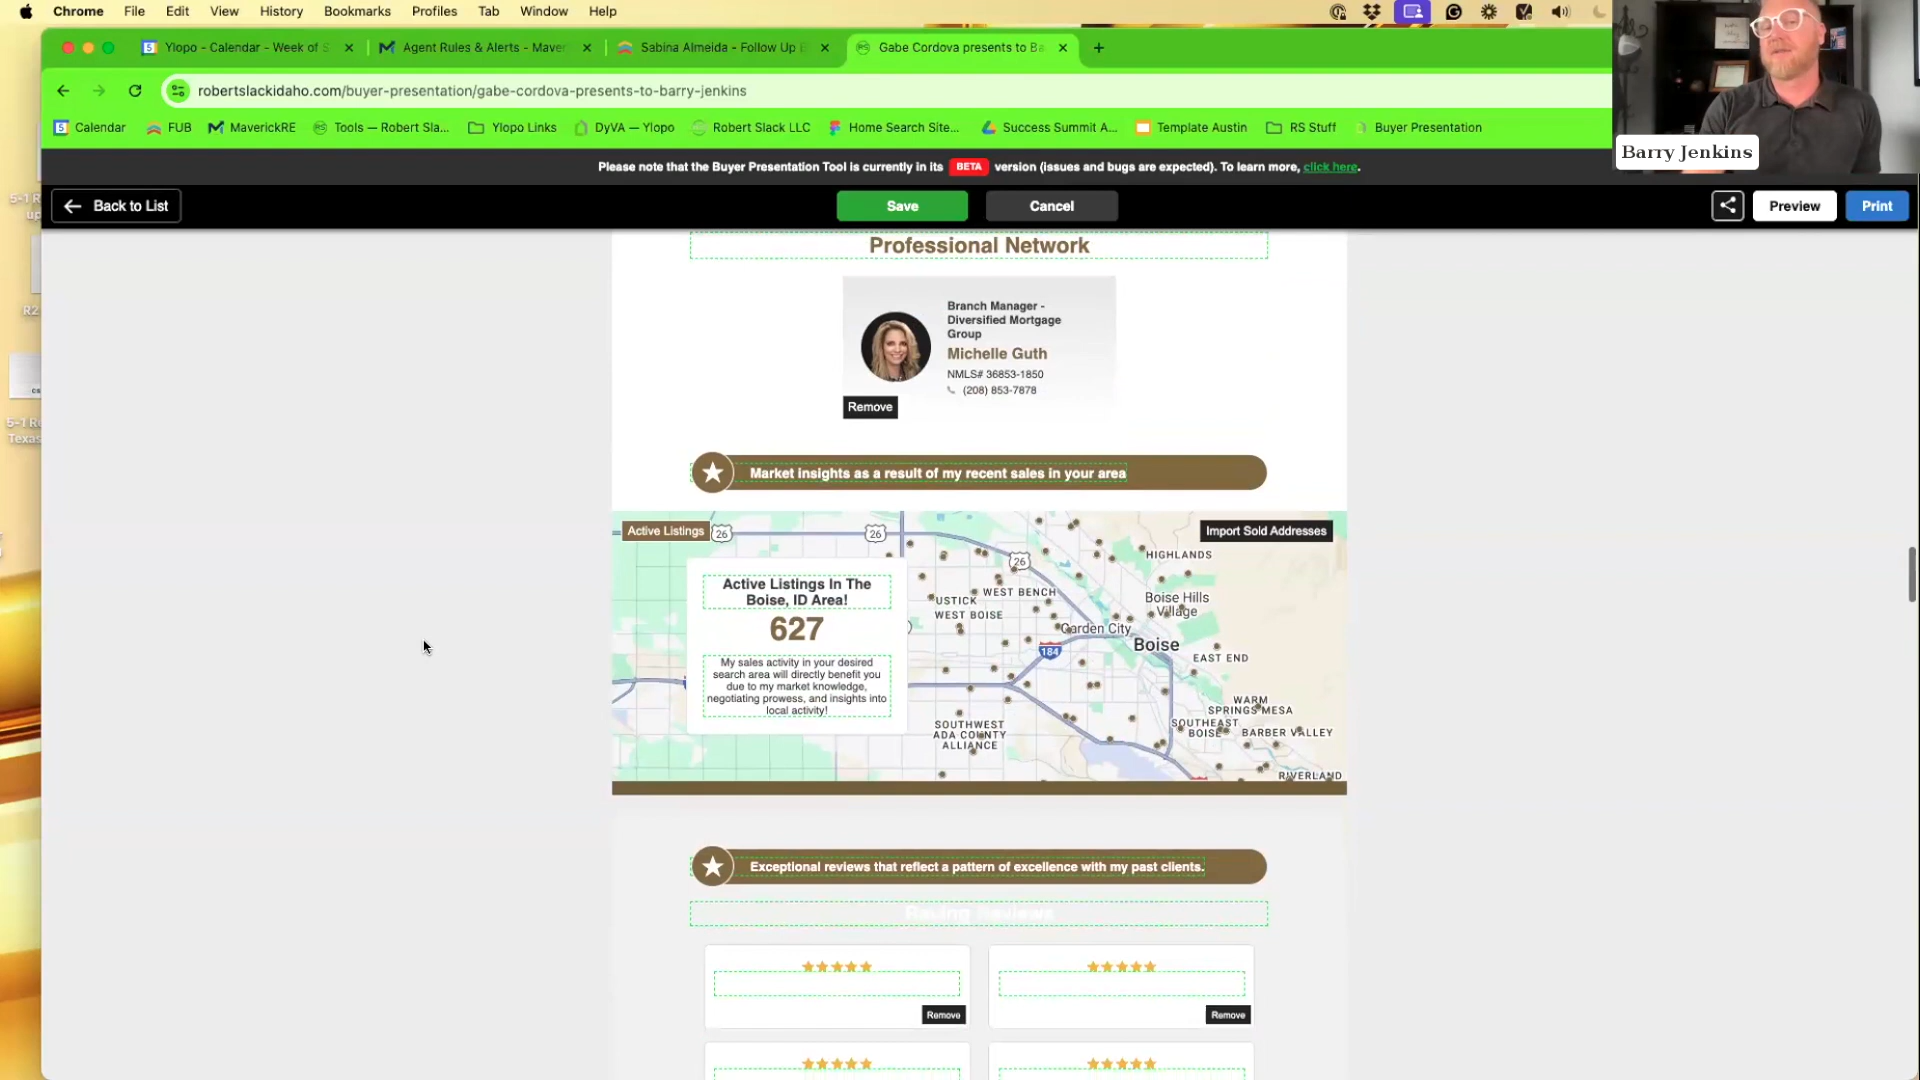 Chrome File Edit View History Bookmarks Profiles Tab Window Help
Ylopo - Calendar - Week of S
Agent Rules & Alerts - Maver
Sabina Almeida - Follow Up B
Gabe Cordova presents to Ba
robertslackidaho.com/buyer-presentation/gabe-cordova-presents-to-barry-jenkins
Calendar FUB MaverickRE Tools — Robert Sla... Ylopo Links DyVA — Ylopo Robert Slack LLC Home Search Site... Success Summit A... Template Austin RS Stuff Buyer Presentation
Barry Jenkins
Please note that the Buyer Presentation Tool is currently in its BETA version (issues and bugs are expected). To learn more, click here.
Back to List
Save
Cancel
Preview
Print
Professional Network
Branch Manager -
Diversified Mortgage
Group
Michelle Guth
NMLS# 36853-1850
(208) 853-7878
Remove
Market insights as a result of my recent sales in your area
Active Listings
Import Sold Addresses
26
26
26
Active Listings In The
Boise, ID Area!
627
My sales activity in your desired
search area will directly benefit you
due to my market knowledge,
negotiating prowess, and insights into
local activity!
HIGHLANDS
WEST BENCH
USTICK
WEST BOISE
Boise Hills
Village
Garden City
Boise
184
EAST END
WARM
SPRINGS MESA
SOUTHWEST
ADA COUNTY
ALLIANCE
SOUTHEAST
BOISE
BARBER VALLEY
RIVERLAND
Exceptional reviews that reflect a pattern of excellence with my past clients.
Raving Reviews
Remove
Remove